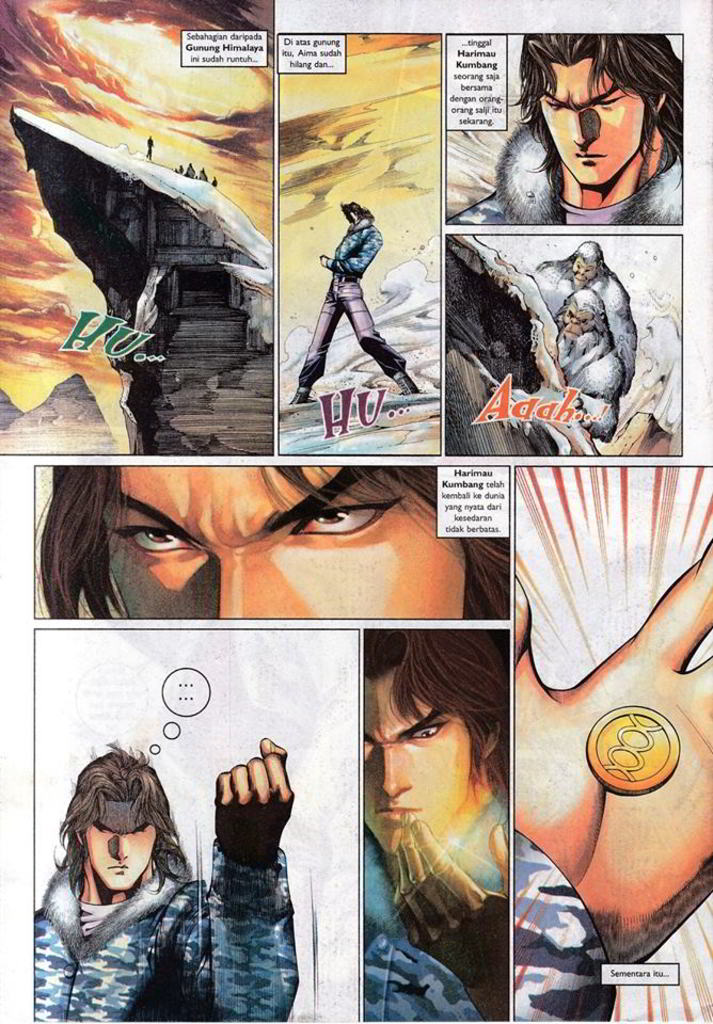 Sebahagian daripada
Gunung Himalaya
ini sudah runtuh...
Di atas gunung
itu, Aima sudah
hilang dan...
...tinggal
Harimau
Kumbang
seorang saja
bersama
dengan orang-
orang salji itu
sekarang.
HU...
HU...
Aaah...!
Harimau
Kumbang telah
kembali ke dunia
yang nyata dari
kesedaran
tidak berbatas.
...
...
Sementara itu...